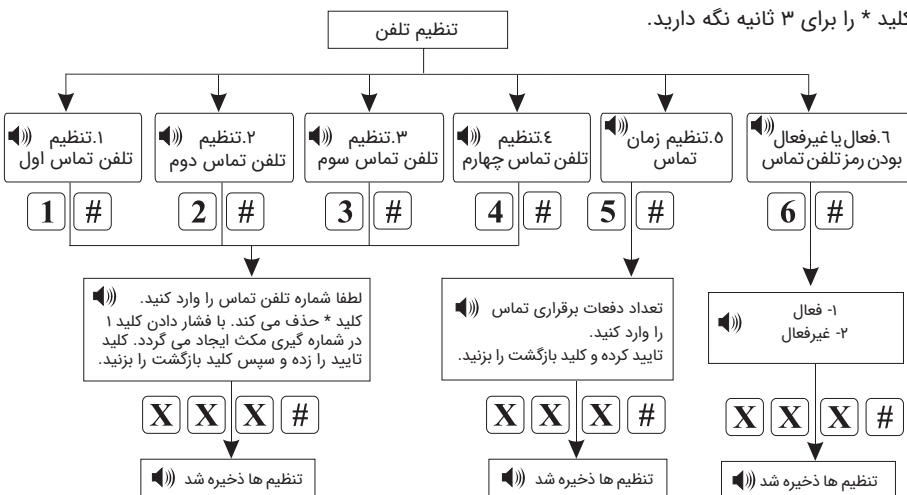 کلید * را برای ۳ ثانیه نگه دارید.
تنظیم تلفن
۱.تنظیم
تلفن تماس اول
۲.تنظیم
تلفن تماس دوم
۳.تنظیم
تلفن تماس سوم
٤.تنظیم
تلفن تماس چهارم
٥.تنظیم زمان
تماس
٦.فعال یا غیرفعال
بودن رمز تلفن تماس
1 #
2 #
3 #
4 #
5 #
6 #
لطفا شماره تلفن تماس را وارد کنید.
کلید * حذف می کند. با فشار دادن کلید ۱
در شماره گیری مکث ایجاد می گردد. کلید
تایید را زده و سپس کلید بازگشت را بزنید.
تعداد دفعات برقراری تماس
را وارد کنید.
تایید کرده و کلید بازگشت را بزنید.
۱- فعال
۲- غیرفعال
X X X #
X X X #
X X X #
تنظیم ها ذخیره شد
تنظیم ها ذخیره شد
تنظیم ها ذخیره شد